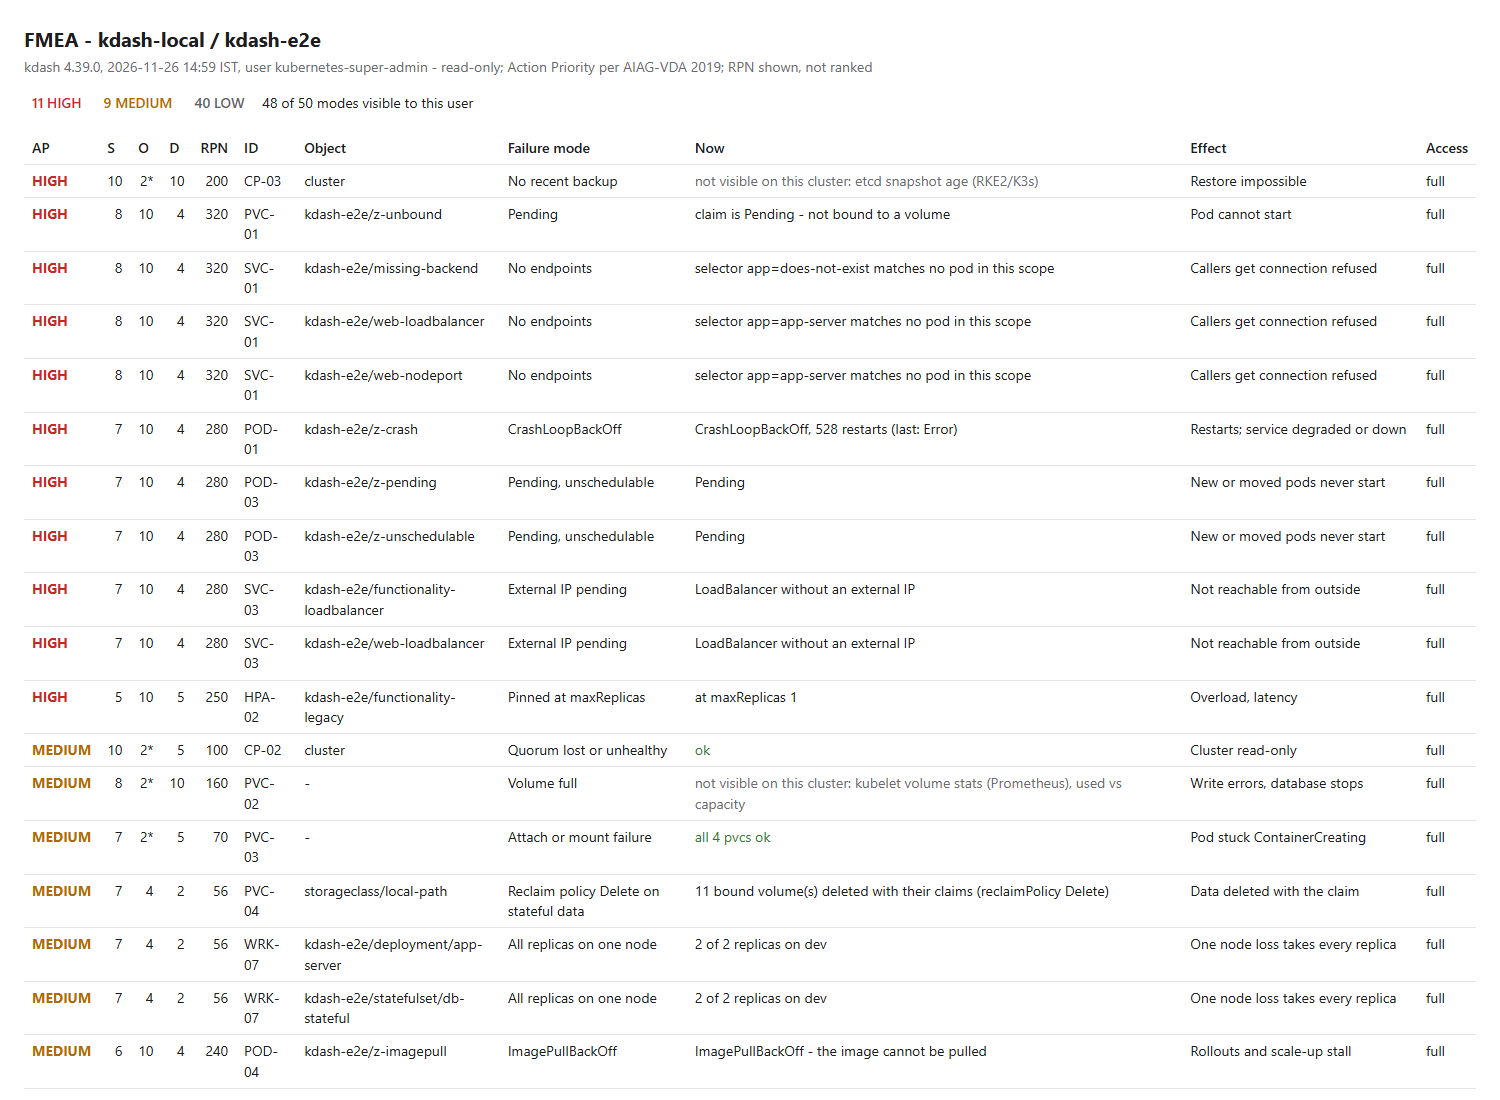 FMEA - kdash-local / kdash-e2e
kdash 4.39.0, 2026-11-26 14:59 IST, user kubernetes-super-admin - read-only; Action Priority per AIAG-VDA 2019; RPN shown, not ranked
11 HIGH 9 MEDIUM 40 LOW 48 of 50 modes visible to this user
AP S O D RPN ID Object Failure mode Now Effect Access
HIGH 10 2* 10 200 CP-03 cluster No recent backup not visible on this cluster: etcd snapshot age (RKE2/K3s) Restore impossible full
HIGH 8 10 4 320 PVC- kdash-e2e/z-unbound Pending claim is Pending - not bound to a volume Pod cannot start full
01
HIGH 8 10 4 320 SVC- kdash-e2e/missing-backend No endpoints selector app=does-not-exist matches no pod in this scope Callers get connection refused full
01
HIGH 8 10 4 320 SVC- kdash-e2e/web-loadbalancer No endpoints selector app=app-server matches no pod in this scope Callers get connection refused full
01
HIGH 8 10 4 320 SVC- kdash-e2e/web-nodeport No endpoints selector app=app-server matches no pod in this scope Callers get connection refused full
01
HIGH 7 10 4 280 POD- kdash-e2e/z-crash CrashLoopBackOff CrashLoopBackOff, 528 restarts (last: Error) Restarts; service degraded or down full
01
HIGH 7 10 4 280 POD- kdash-e2e/z-pending Pending, unschedulable Pending New or moved pods never start full
03
HIGH 7 10 4 280 POD- kdash-e2e/z-unschedulable Pending, unschedulable Pending New or moved pods never start full
03
HIGH 7 10 4 280 SVC- kdash-e2e/functionality- External IP pending LoadBalancer without an external IP Not reachable from outside full
03 loadbalancer
HIGH 7 10 4 280 SVC- kdash-e2e/web-loadbalancer External IP pending LoadBalancer without an external IP Not reachable from outside full
03
HIGH 5 10 5 250 HPA- kdash-e2e/functionality- Pinned at maxReplicas at maxReplicas 1 Overload, latency full
02 legacy
MEDIUM 10 2* 5 100 CP-02 cluster Quorum lost or unhealthy ok Cluster read-only full
MEDIUM 8 2* 10 160 PVC- - Volume full not visible on this cluster: kubelet volume stats (Prometheus), used vs Write errors, database stops full
02 capacity
MEDIUM 7 2* 5 70 PVC- - Attach or mount failure all 4 pvcs ok Pod stuck ContainerCreating full
03
MEDIUM 7 4 2 56 PVC- storageclass/local-path Reclaim policy Delete on 11 bound volume(s) deleted with their claims (reclaimPolicy Delete) Data deleted with the claim full
04 stateful data
MEDIUM 7 4 2 56 WRK- kdash-e2e/deployment/app- All replicas on one node 2 of 2 replicas on dev One node loss takes every replica full
07 server
MEDIUM 7 4 2 56 WRK- kdash-e2e/statefulset/db- All replicas on one node 2 of 2 replicas on dev One node loss takes every replica full
07 stateful
MEDIUM 6 10 4 240 POD- kdash-e2e/z-imagepull ImagePullBackOff ImagePullBackOff - the image cannot be pulled Rollouts and scale-up stall full
04